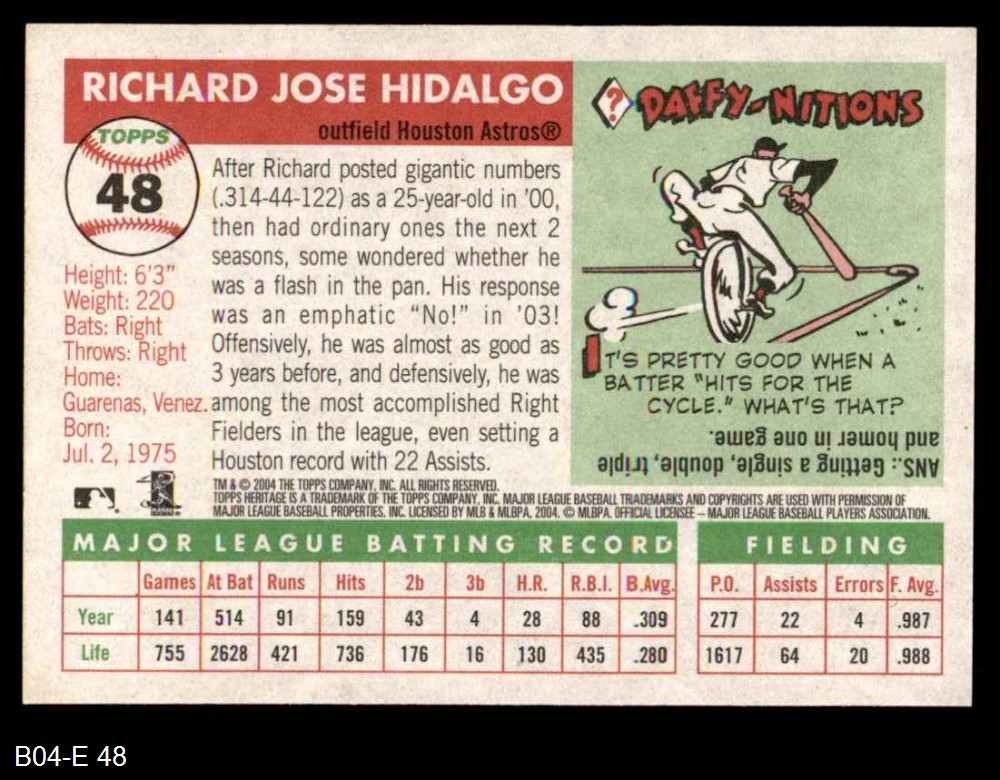 RICHARD JOSE HIDALGO
outfield Houston Astros®
TOPPS
48
Height: 6'3"
Weight: 220
Bats: Right
Throws: Right
Home:
Guarenas, Venez.
Born:
Jul. 2, 1975
After Richard posted gigantic numbers
(.314-44-122) as a 25-year-old in '00,
then had ordinary ones the next 2
seasons, some wondered whether he
was a flash in the pan. His response
was an emphatic "No!" in '03!
Offensively, he was almost as good as
3 years before, and defensively, he was
among the most accomplished Right
Fielders in the league, even setting a
Houston record with 22 Assists.
? DAFFY-NITIONS
IT'S PRETTY GOOD WHEN A
BATTER "HITS FOR THE
CYCLE." WHAT'S THAT?
ANS.: Getting a single, double, triple,
and homer in one game.
TM & © 2004 THE TOPPS COMPANY, INC. ALL RIGHTS RESERVED.
TOPPS HERITAGE IS A TRADEMARK OF THE TOPPS COMPANY, INC. MAJOR LEAGUE BASEBALL TRADEMARKS AND COPYRIGHTS ARE USED WITH PERMISSION OF
MAJOR LEAGUE BASEBALL PROPERTIES, INC. LICENSED BY MLB & MLBPA, 2004. © MLBPA. OFFICIAL LICENSEE – MAJOR LEAGUE BASEBALL PLAYERS ASSOCIATION.
MAJOR LEAGUE BATTING RECORD
Games At Bat Runs Hits 2b 3b H.R. R.B.I. B.Avg.
Year 141 514 91 159 43 4 28 88 .309
Life 755 2628 421 736 176 16 130 435 .280
FIELDING
P.O. Assists Errors F. Avg.
277 22 4 .987
1617 64 20 .988
B04-E 48